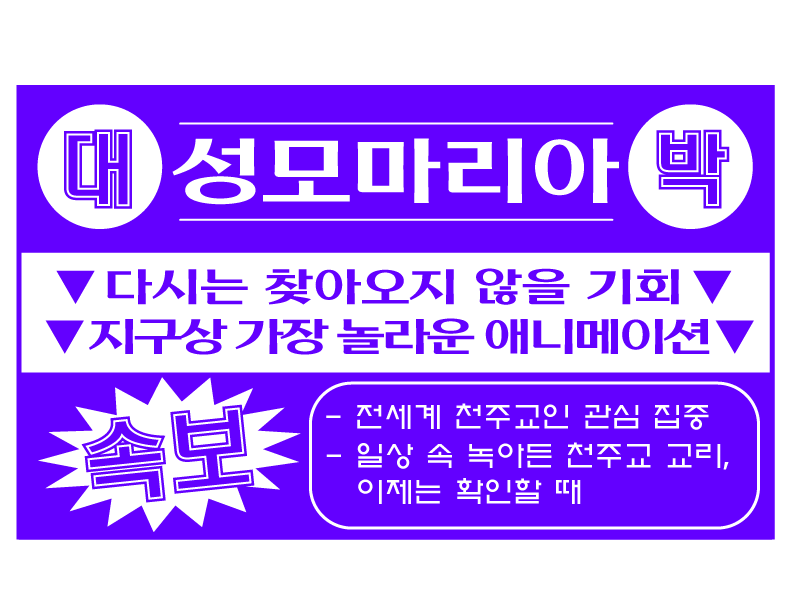 대 성모마리아 박
▼ 다시는 찾아오지 않을 기회 ▼
▼지구상 가장 놀라운 애니메이션▼
속보
- 전세계 천주교인 관심 집중
- 일상 속 녹아든 천주교 교리,
이제는 확인할 때